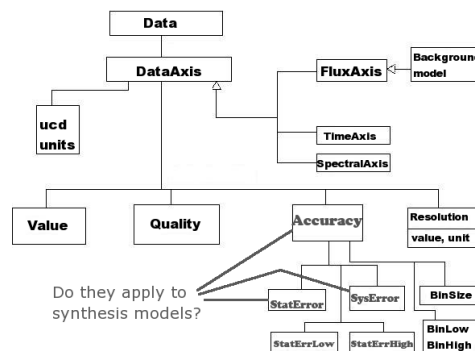 Data
DataAxis
FluxAxis
Background
model
ucd
units
TimeAxis
SpectralAxis
Value
Quality
Accuracy
Resolution
value, unit
Do they apply to
synthesis models?
StatError
SysError
BinSize
StatErrLow
StatErrHigh
BinLow
BinHigh